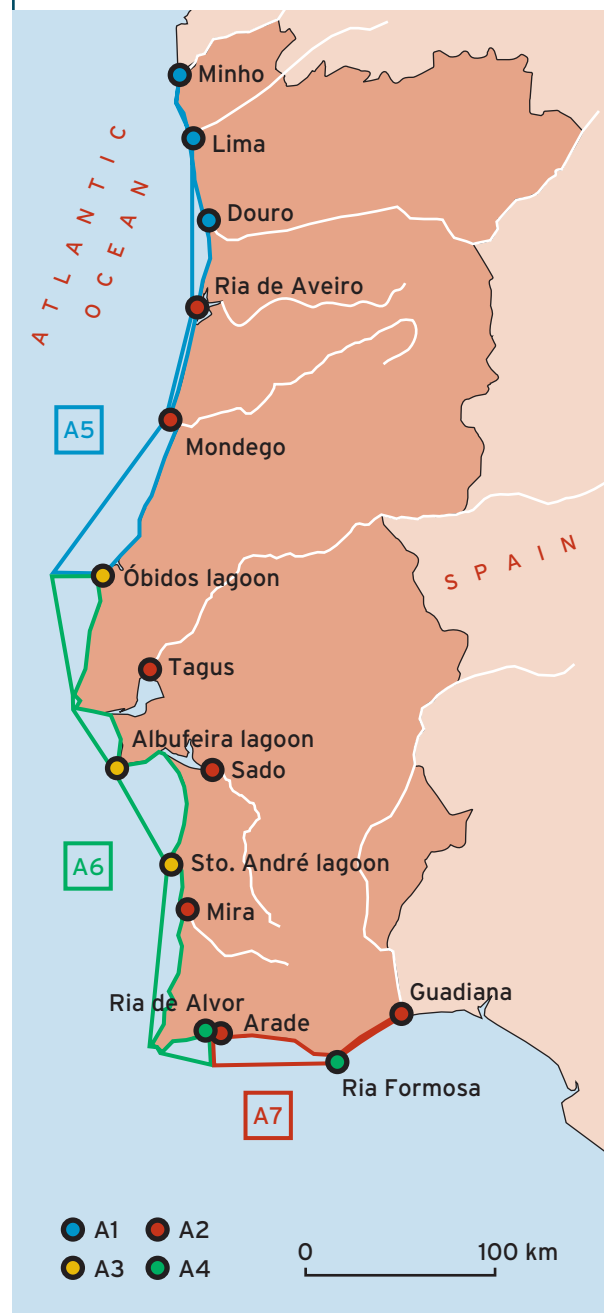 Minho
Lima
Douro
ATLANTIC
OCEAN
Ria de Aveiro
A5
Mondego
SPAIN
Óbidos lagoon
Tagus
Albufeira lagoon
Sado
A6
Sto. André lagoon
Mira
Guadiana
Ria de Alvor
Arade
Ria Formosa
A7
A1 A2
A3 A4
0 100 km